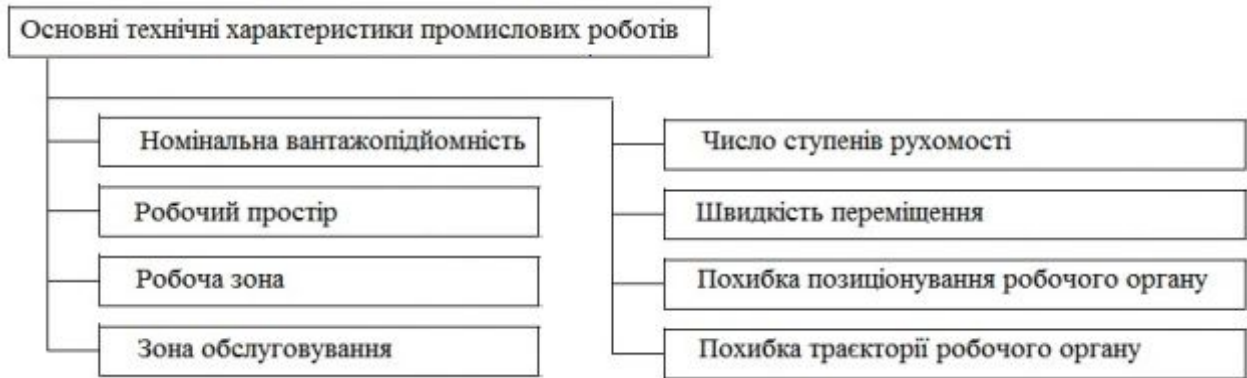 Основні технічні характеристики промислових роботів
Номінальна вантажопідйомність
Робочий простір
Робоча зона
Зона обслуговування
Число ступенів рухомості
Швидкість переміщення
Похибка позиціонування робочого органу
Похибка траєкторії робочого органу